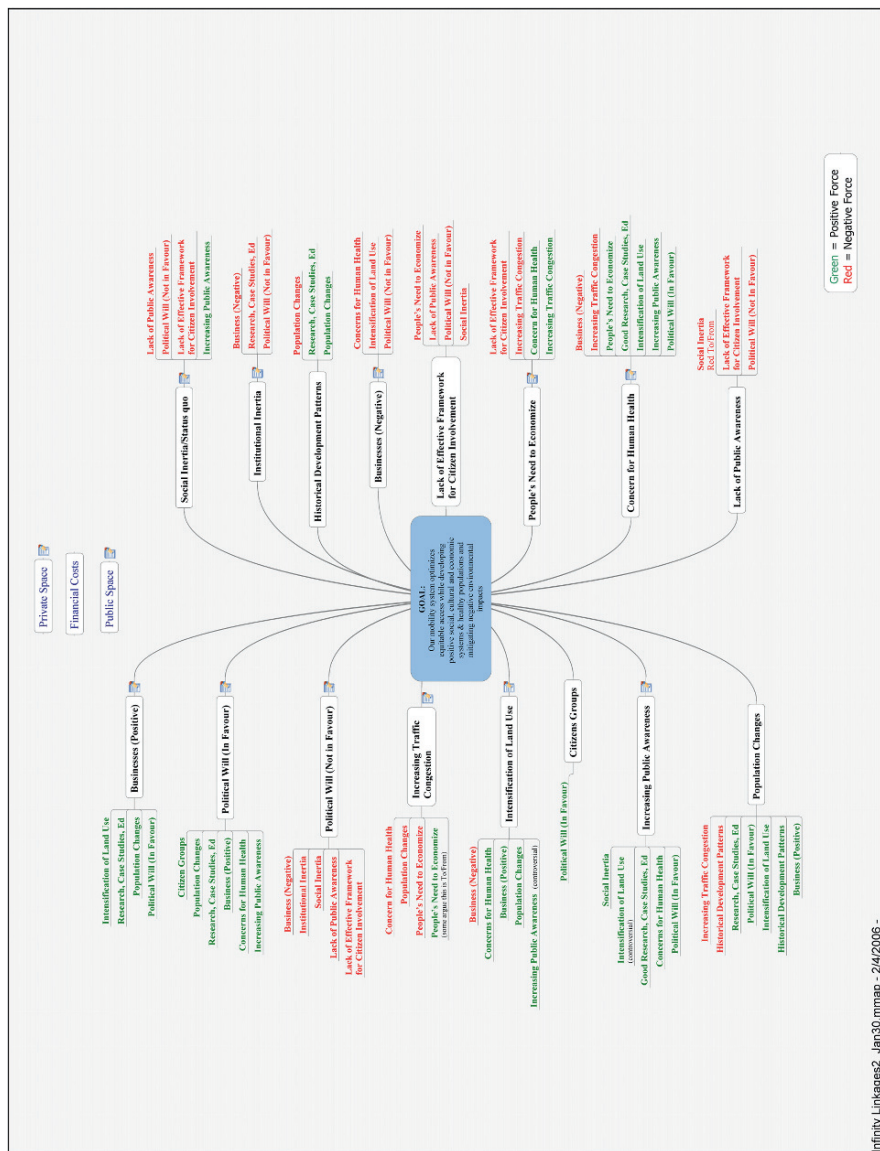 Private Space
Financial Costs
Public Space
GOAL:
Our mobility system optimizes
equitable access while developing
positive social, cultural and economic
systems & healthy populations and
mitigating negative environmental
impacts
Businesses (Positive)
Intensification of Land Use
Research, Case Studies, Ed
Population Changes
Political Will (In Favour)
Political Will (In Favour)
Citizen Groups
Population Changes
Research, Case Studies, Ed
Business (Positive)
Concerns for Human Health
Increasing Public Awareness
Political Will (Not in Favour)
Business (Negative)
Institutional Inertia
Social Inertia
Lack of Public Awareness
Lack of Effective Framework
for Citizen Involvement
Increasing Traffic
Congestion
Concern for Human Health
Population Changes
People's Need to Economize
People's Need to Economize
(some argue this is To/From)
Intensification of Land Use
Business (Negative)
Concerns for Human Health
Business (Positive)
Population Changes
Increasing Public Awareness (controversial)
Citizens Groups
Political Will (In Favour)
Increasing Public Awareness
Social Inertia
Intensification of Land Use
(controversial)
Good Research, Case Studies, Ed
Concerns for Human Health
Political Will (In Favour)
Population Changes
Increasing Traffic Congestion
Historical Development Patterns
Research, Case Studies, Ed
Political Will (In Favour)
Intensification of Land Use
Historical Development Patterns
Business (Positive)
Social Inertia/Status quo
Lack of Public Awareness
Political Will (Not in Favour)
Lack of Effective Framework
for Citizen Involvement
Increasing Public Awareness
Institutional Inertia
Business (Negative)
Research, Case Studies, Ed
Political Will (Not in Favour)
Historical Development Patterns
Population Changes
Research, Case Studies, Ed
Population Changes
Businesses (Negative)
Concerns for Human Health
Intensification of Land Use
Political Will (Not in Favour)
Lack of Effective Framework
for Citizen Involvement
People's Need to Economize
Lack of Public Awareness
Political Will (Not in Favour)
Social Inertia
People's Need to Economize
Lack of Effective Framework
for Citizen Involvement
Increasing Traffic Congestion
Concern for Human Health
Increasing Traffic Congestion
Concern for Human Health
Business (Negative)
Increasing Traffic Congestion
People's Need to Economize
Good Research, Case Studies, Ed
Intensification of Land Use
Increasing Public Awareness
Political Will (In Favour)
Lack of Public Awareness
Social Inertia
Red To/From
Lack of Effective Framework
for Citizen Involvement
Political Will (Not In Favour)
Green = Positive Force
Red = Negative Force
Infinity Linkages2_Jan30.mmap - 2/4/2006 -